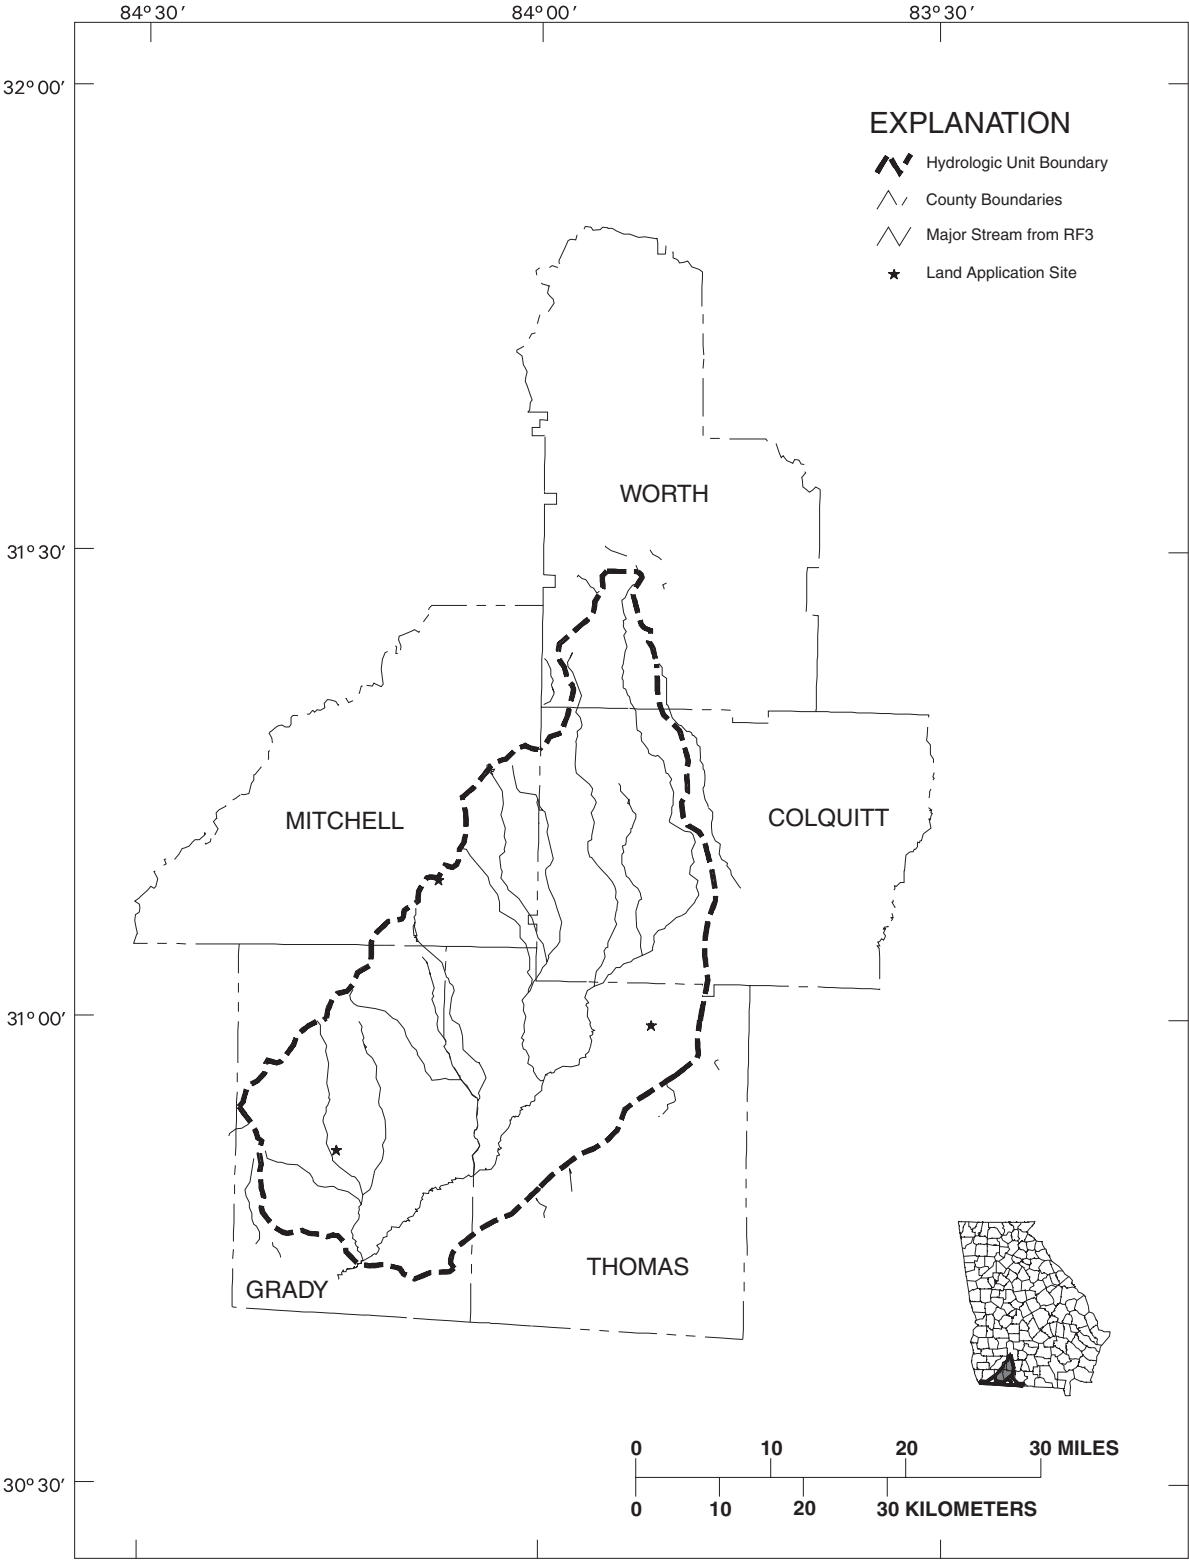 84°30′ 84°00′ 83°30′
32°00′
EXPLANATION
Hydrologic Unit Boundary
County Boundaries
Major Stream from RF3
Land Application Site
WORTH
31°30′
MITCHELL
COLQUITT
31°00′
THOMAS
GRADY
0 10 20 30 MILES
30°30′
0 10 20 30 KILOMETERS